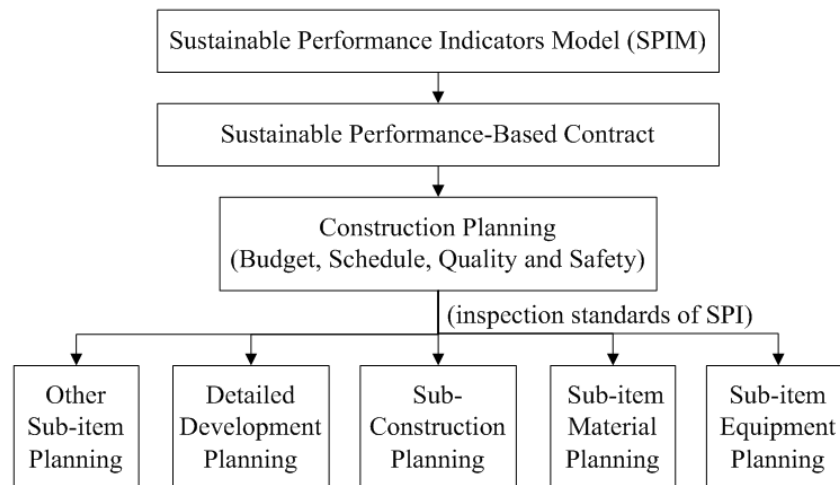 Sustainable Performance Indicators Model (SPIM)
Sustainable Performance-Based Contract
Construction Planning
(Budget, Schedule, Quality and Safety)
(inspection standards of SPI)
Other
Sub-item
Planning
Detailed
Development
Planning
Sub-
Construction
Planning
Sub-item
Material
Planning
Sub-item
Equipment
Planning